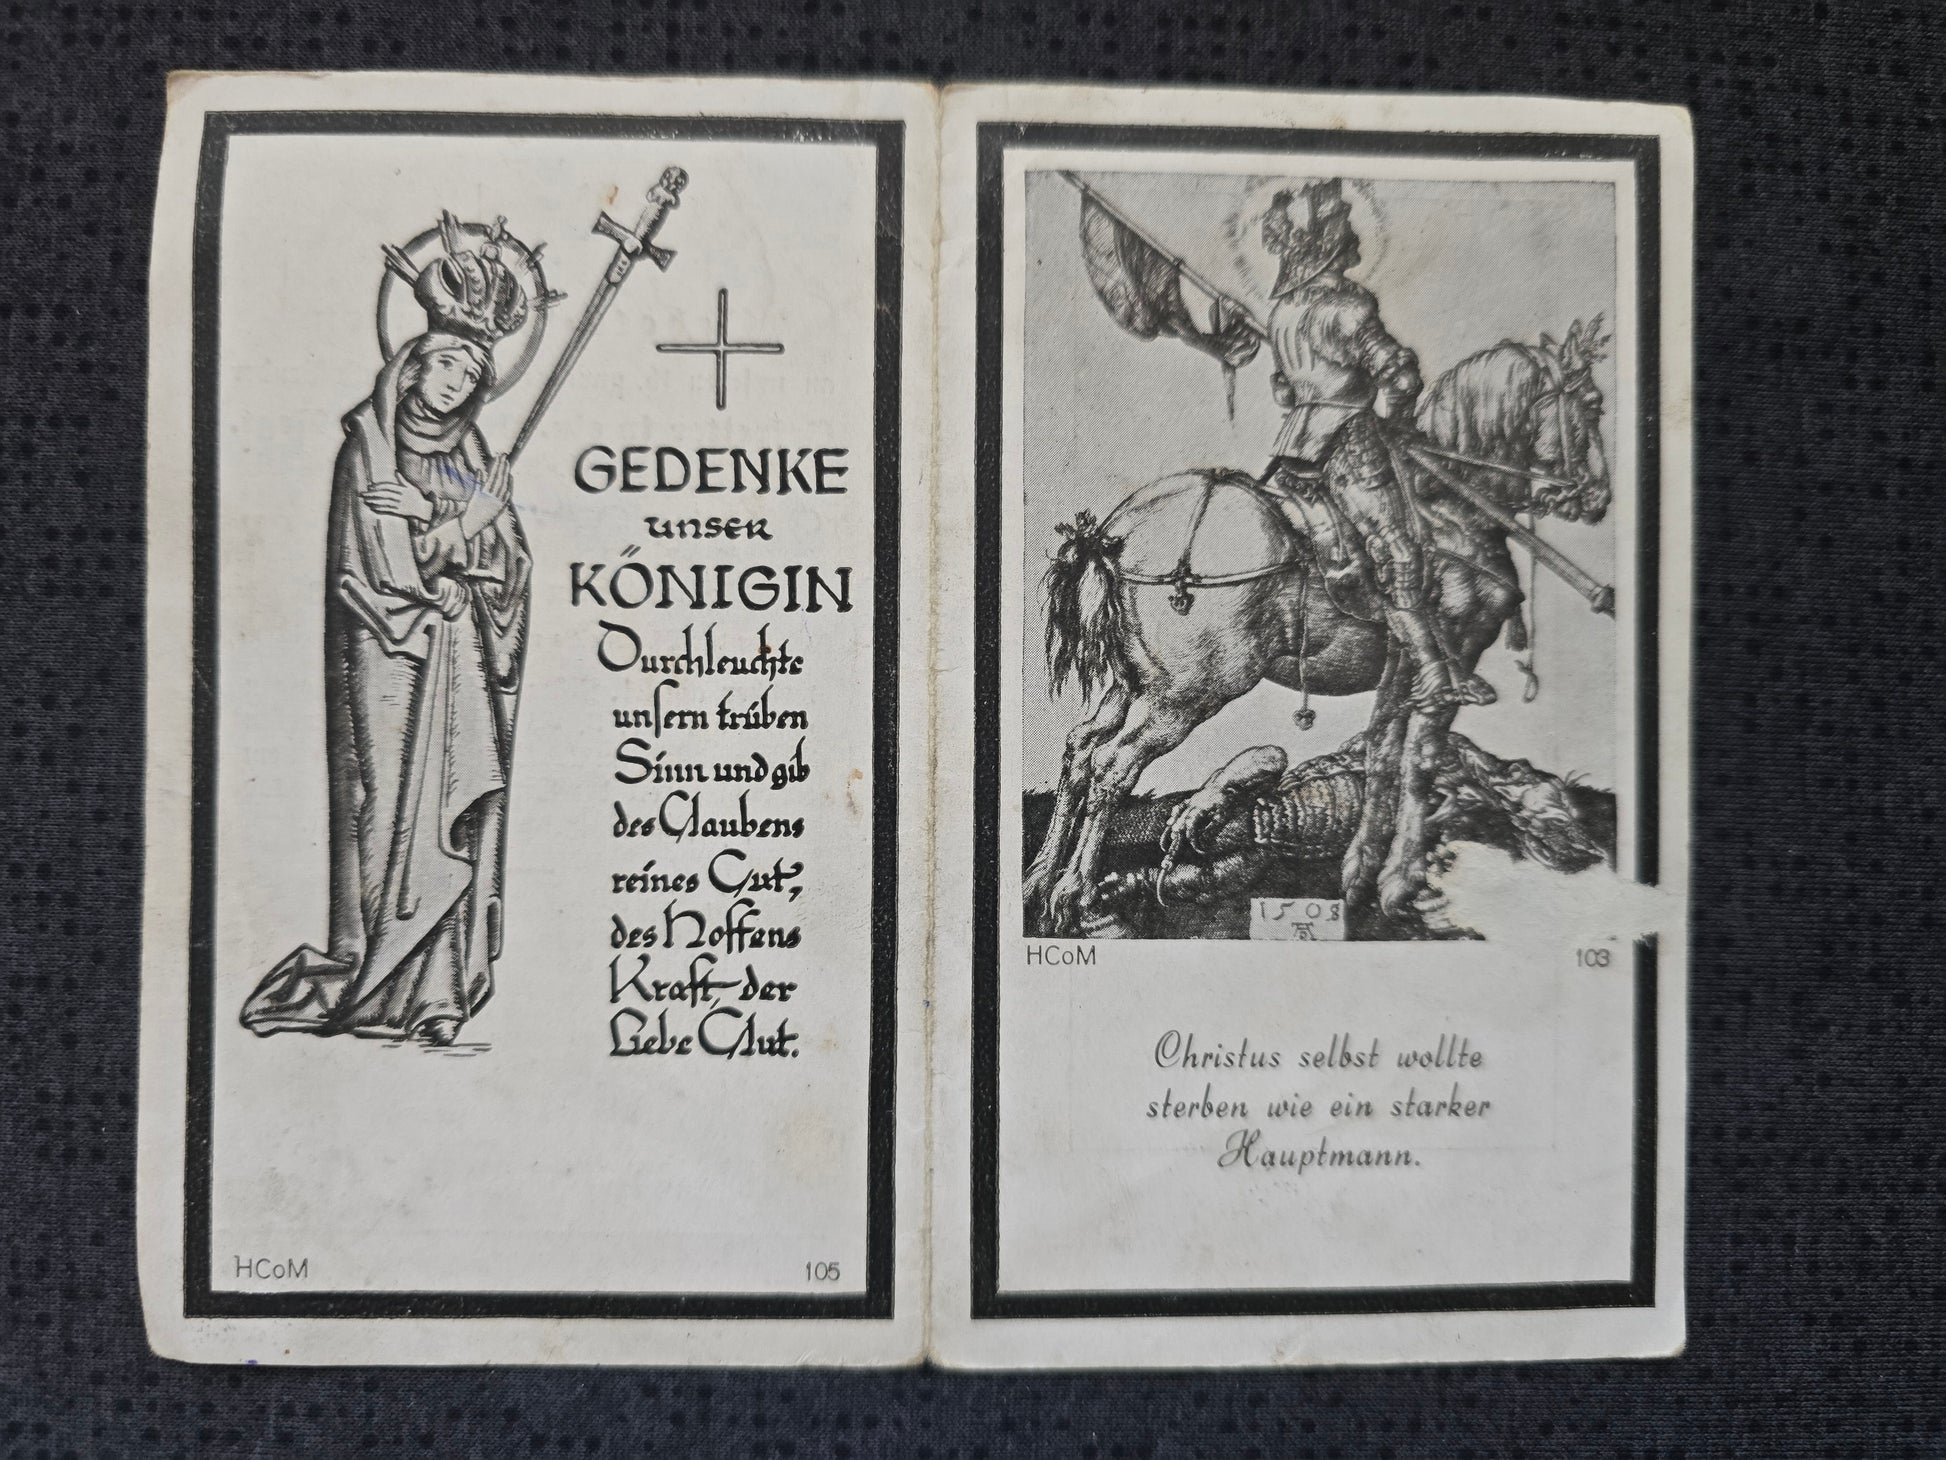 GEDENKE
unser
KÖNIGIN
Durchleuchte
unſern trüben
Sinn und gib
des Glaubens
reines Gut,
des Hoffens
Kraft, der
Liebe Glut.
HCoM 105
1508
AD
HCoM 103
Christus selbst wollte
sterben wie ein starker
Hauptmann.